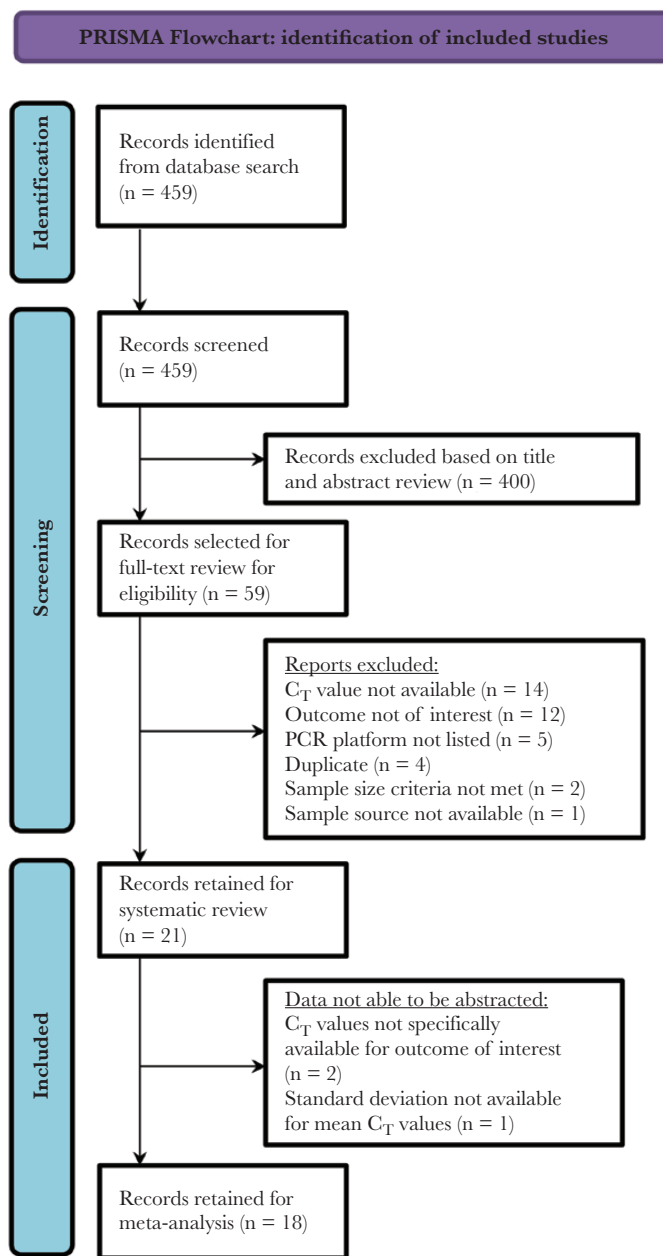 PRISMA Flowchart: identification of included studies
Identification
Records identified
from database search
(n = 459)
Screening
Records screened
(n = 459)
Records excluded based on title
and abstract review (n = 400)
Records selected for
full-text review for
eligibility (n = 59)
Reports excluded:
CT value not available (n = 14)
Outcome not of interest (n = 12)
PCR platform not listed (n = 5)
Duplicate (n = 4)
Sample size criteria not met (n = 2)
Sample source not available (n = 1)
Included
Records retained for
systematic review
(n = 21)
Data not able to be abstracted:
CT values not specifically
available for outcome of interest
(n = 2)
Standard deviation not available
for mean CT values (n = 1)
Records retained for
meta-analysis (n = 18)